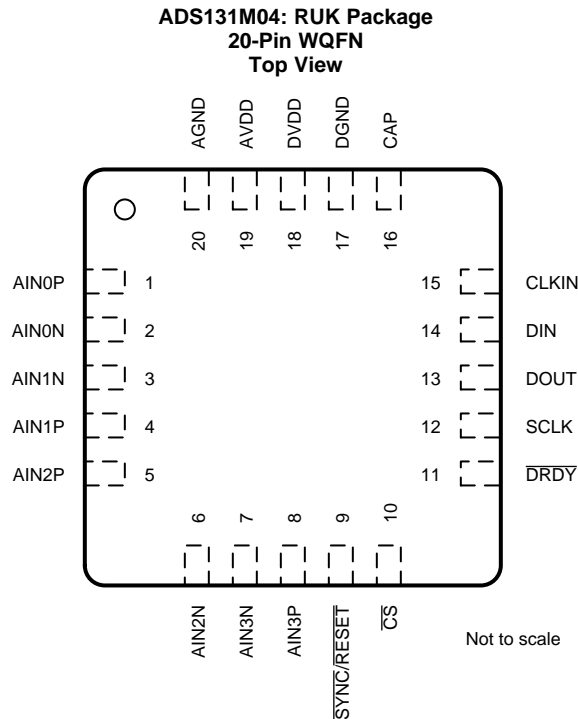 ADS131M04: RUK Package
20-Pin WQFN
Top View
AGND
AVDD
DVDD
DGND
CAP
20
19
18
17
16
AIN0P 1
AIN0N 2
AIN1N 3
AIN1P 4
AIN2P 5
15 CLKIN
14 DIN
13 DOUT
12 SCLK
11 DRDY
6
7
8
9
10
AIN2N
AIN3N
AIN3P
SYNC/RESET
CS
Not to scale